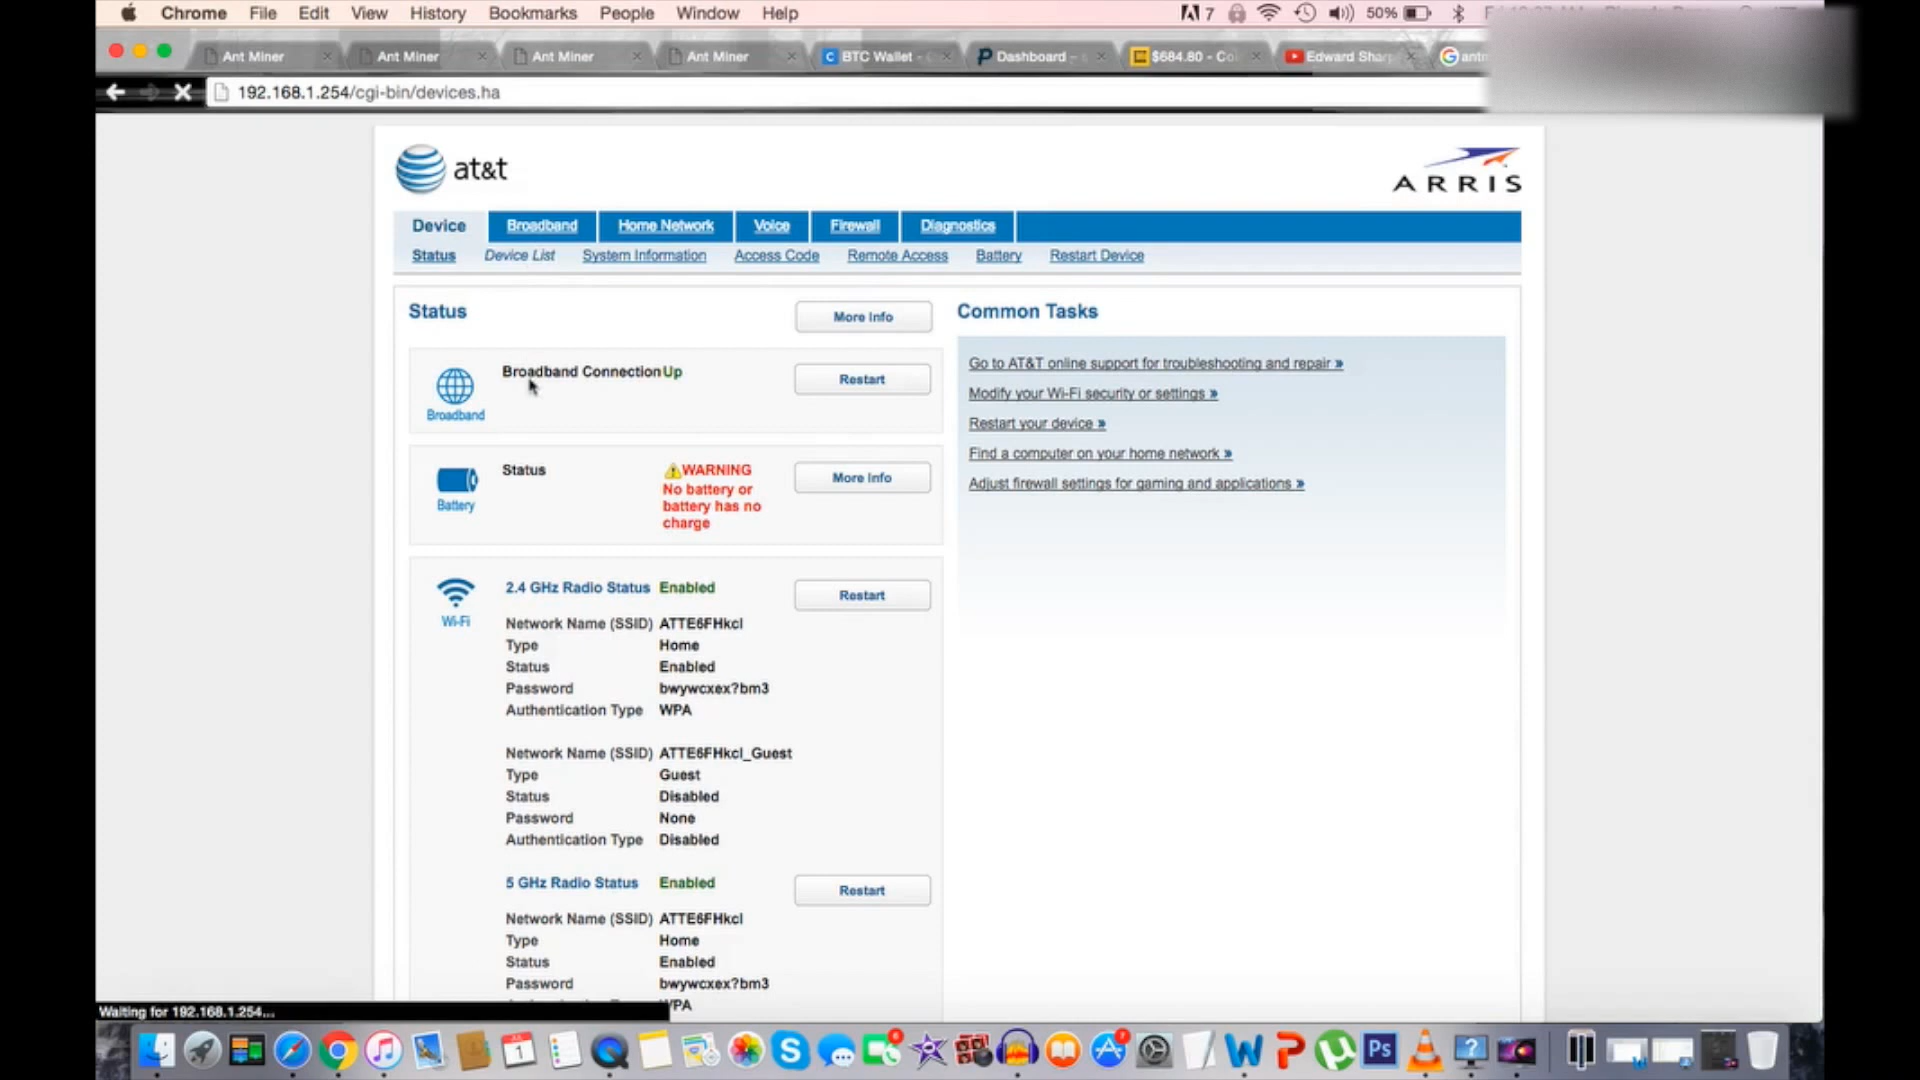 Chrome File Edit View History Bookmarks People Window Help 7 50%
Ant Miner Ant Miner Ant Miner Ant Miner BTC Wallet - Dashboard - $684.80 - Co Edward Sharp antm
192.168.1.254/cgi-bin/devices.ha
at&t
ARRIS
Device Broadband Home Network Voice Firewall Diagnostics
Status Device List System Information Access Code Remote Access Battery Restart Device
Status More Info
Common Tasks
Broadband Connection Up Restart
Broadband
Go to AT&T online support for troubleshooting and repair »
Modify your Wi-Fi security or settings »
Restart your device »
Find a computer on your home network »
Adjust firewall settings for gaming and applications »
Status WARNING More Info
No battery or
battery has no
charge
Battery
2.4 GHz Radio Status Enabled Restart
Wi-Fi
Network Name (SSID) ATTE6FHkcl
Type Home
Status Enabled
Password bwywcxex?bm3
Authentication Type WPA
Network Name (SSID) ATTE6FHkcl_Guest
Type Guest
Status Disabled
Password None
Authentication Type Disabled
5 GHz Radio Status Enabled Restart
Network Name (SSID) ATTE6FHkcl
Type Home
Status Enabled
Password bwywcxex?bm3
WPA
Waiting for 192.168.1.254...